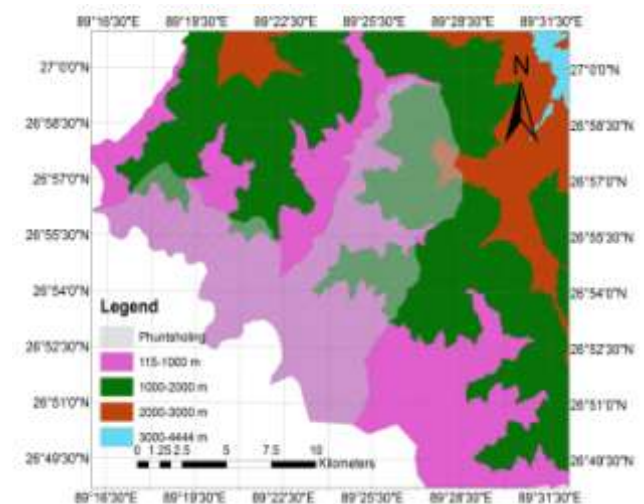 89°16'30"E 89°19'30"E 89°22'30"E 89°25'30"E 89°28'30"E 89°31'30"E
27°0'0"N 27°0'0"N
N
26°58'30"N 26°58'30"N
26°57'0"N 26°57'0"N
26°55'30"N 26°55'30"N
26°54'0"N 26°54'0"N
Legend
Phuntsholing
26°52'30"N 26°52'30"N
115-1000 m
1000-2000 m
26°51'0"N 26°51'0"N
2000-3000 m
3000-4444 m
26°49'30"N 26°49'30"N
0 1.25 2.5 5 7.5 10
Kilometers
89°16'30"E 89°19'30"E 89°22'30"E 89°25'30"E 89°28'30"E 89°31'30"E